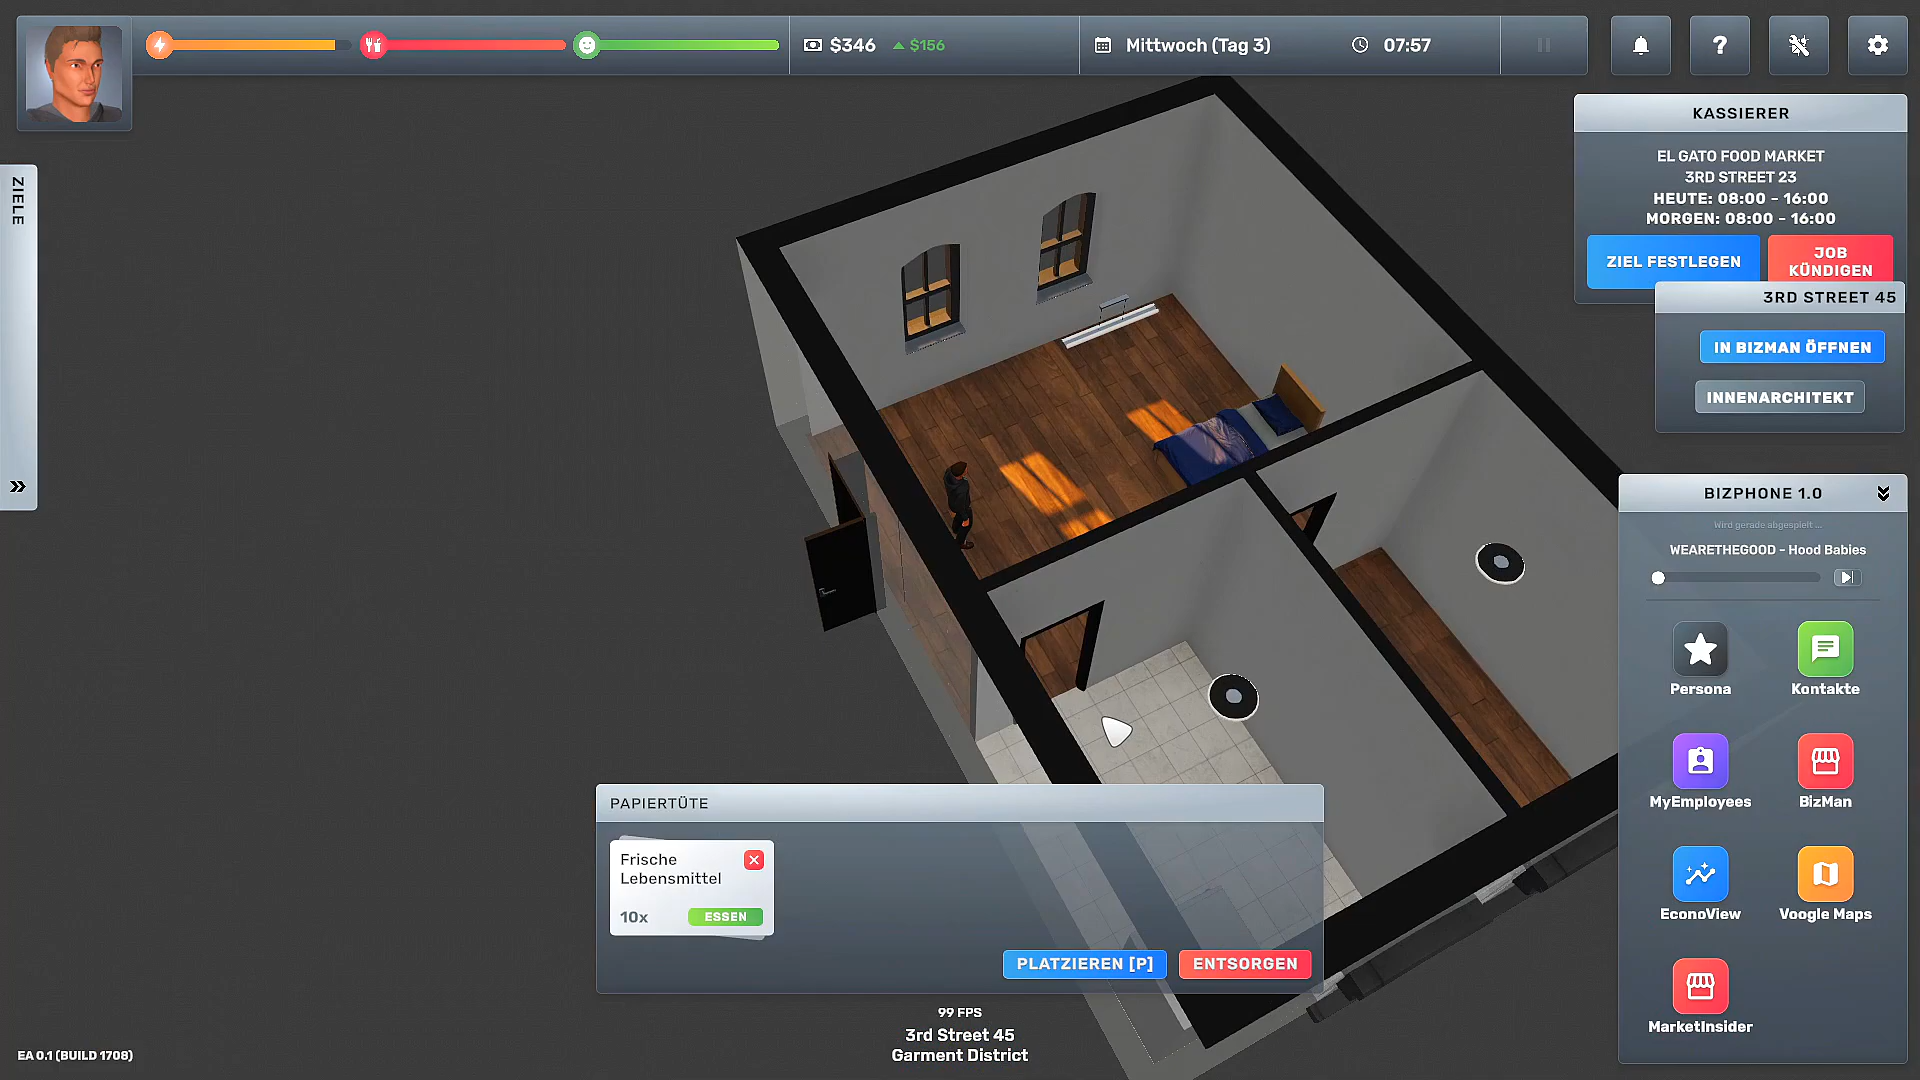 $346
$156
Mittwoch (Tag 3)
07:57
?
ZIELE
KASSIERER
EL GATO FOOD MARKET
3RD STREET 23
HEUTE: 08:00 - 16:00
MORGEN: 08:00 - 16:00
ZIEL FESTLEGEN
JOB
KÜNDIGEN
3RD STREET 45
IN BIZMAN ÖFFNEN
INNENARCHITEKT
BIZPHONE 1.0
Wird gerade abgespielt ...
WEARETHEGOOD - Hood Babies
Persona
Kontakte
MyEmployees
BizMan
EconoView
Voogle Maps
MarketInsider
PAPIERTÜTE
Frische
Lebensmittel
10x
ESSEN
PLATZIEREN [P]
ENTSORGEN
99 FPS
3rd Street 45
Garment District
EA 0.1 (BUILD 1708)